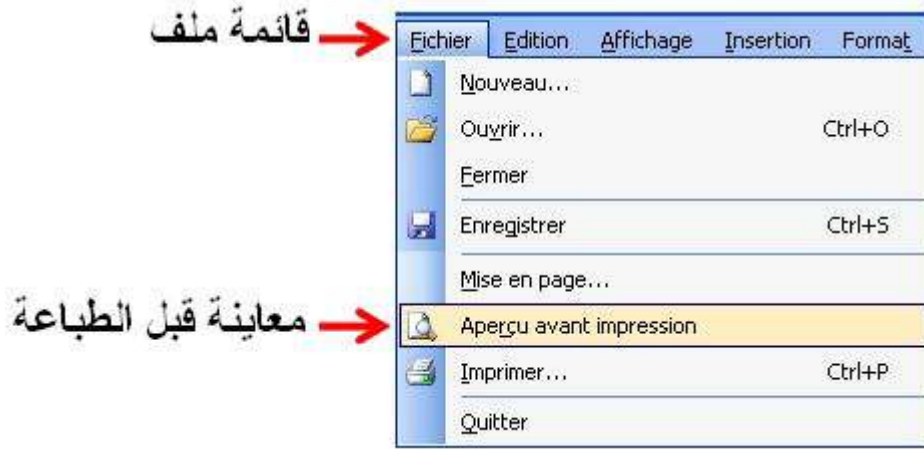 قائمة ملف
Fichier Edition Affichage Insertion Format
Nouveau...
Ouvrir... Ctrl+O
Fermer
Enregistrer Ctrl+S
Mise en page...
معاينة قبل الطباعة
Aperçu avant impression
Imprimer... Ctrl+P
Quitter